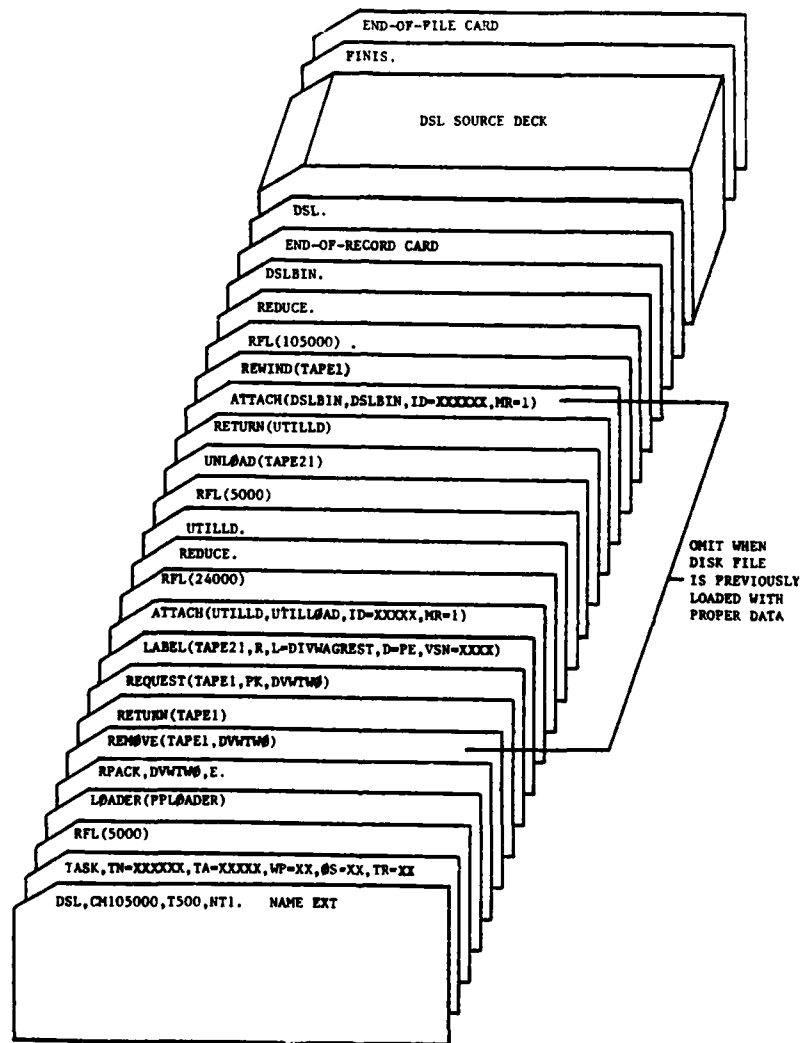 END-OF-FILE CARD
FINIS.
DSL SOURCE DECK
DSL.
END-OF-RECORD CARD
DSLBIN.
REDUCE.
RFL(105000) .
REWIND(TAPE1)
ATTACH(DSLBIN,DSLBIN,ID=XXXXXX,MR=1)
RETURN(UTILLD)
UNLØAD(TAPE21)
RFL(5000)
UTILLD.
REDUCE.
RFL(24000)
ATTACH(UTILLD,UTILLØAD,ID=XXXXX,MR=1)
LABEL(TAPE21,R,L=DIVWAGREST,D=PE,VSN=XXXX)
REQUEST(TAPE1,PK,DVWTWØ)
RETURN(TAPE1)
REMØVE(TAPE1,DVWTWØ)
RPACK,DVWTWØ,E.
LØADER(PPLØADER)
RFL(5000)
TASK,TN=XXXXXX,TA=XXXXX,WP=XX,ØS=XX,TR=XX
DSL,CM105000,T500,NT1. NAME EXT
OMIT WHEN
DISK FILE
IS PREVIOUSLY
LOADED WITH
PROPER DATA